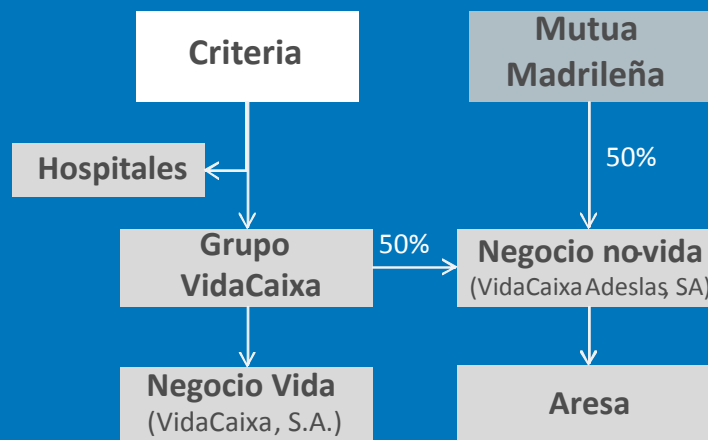 Criteria
Mutua
Madrileña
Hospitales
50%
Grupo
VidaCaixa
50%
Negocio no-vida
(VidaCaixa Adeslas, SA)
Negocio Vida
(VidaCaixa, S.A.)
Aresa